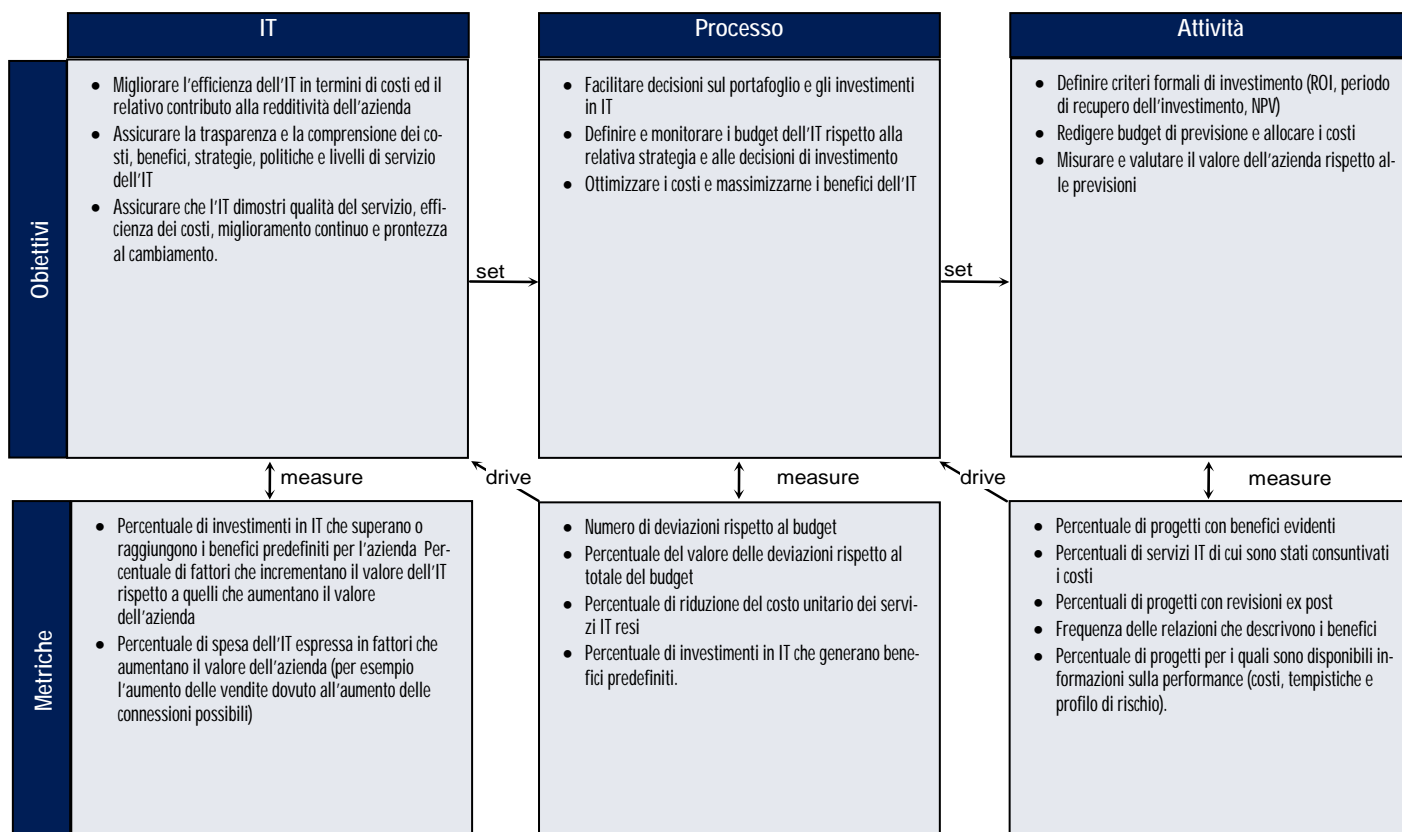 IT
Processo
Attività
Obiettivi
• Migliorare l'efficienza dell'IT in termini di costi ed il
relativo contributo alla redditività dell'azienda
• Assicurare la trasparenza e la comprensione dei co-
sti, benefici, strategie, politiche e livelli di servizio
dell'IT
• Assicurare che l'IT dimostri qualità del servizio, effi-
cienza dei costi, miglioramento continuo e prontezza
al cambiamento.
set
• Facilitare decisioni sul portafoglio e gli investimenti
in IT
• Definire e monitorare i budget dell'IT rispetto alla
relativa strategia e alle decisioni di investimento
• Ottimizzare i costi e massimizzarne i benefici dell'IT
set
• Definire criteri formali di investimento (ROI, periodo
di recupero dell'investimento, NPV)
• Redigere budget di previsione e allocare i costi
• Misurare e valutare il valore dell'azienda rispetto al-
le previsioni
measure
drive
measure
drive
measure
Metriche
• Percentuale di investimenti in IT che superano o
raggiungono i benefici predefiniti per l'azienda Per-
centuale di fattori che incrementano il valore dell'IT
rispetto a quelli che aumentano il valore
dell'azienda
• Percentuale di spesa dell'IT espressa in fattori che
aumentano il valore dell'azienda (per esempio
l'aumento delle vendite dovuto all'aumento delle
connessioni possibili)
• Numero di deviazioni rispetto al budget
• Percentuale del valore delle deviazioni rispetto al
totale del budget
• Percentuale di riduzione del costo unitario dei servi-
zi IT resi
• Percentuale di investimenti in IT che generano bene-
fici predefiniti.
• Percentuale di progetti con benefici evidenti
• Percentuali di servizi IT di cui sono stati consuntivati
i costi
• Percentuali di progetti con revisioni ex post
• Frequenza delle relazioni che descrivono i benefici
• Percentuale di progetti per i quali sono disponibili in-
formazioni sulla performance (costi, tempistiche e
profilo di rischio).